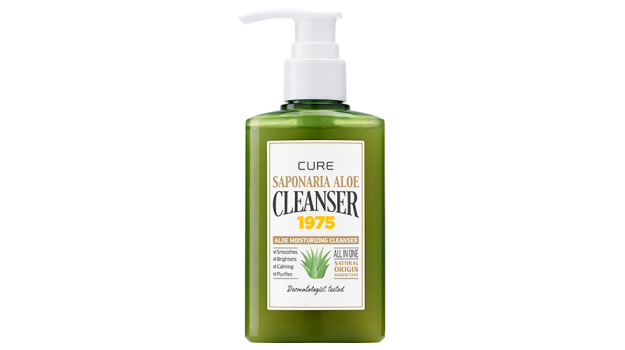 CURE
SAPONARIA ALOE
CLEANSER
1975
ALOE MOISTURIZING CLEANSER
Smoothes
Brightens
Calming
Purifies
ALL IN ONE
NATURAL
ORIGIN
SURFACTANT
Dermatologist tested